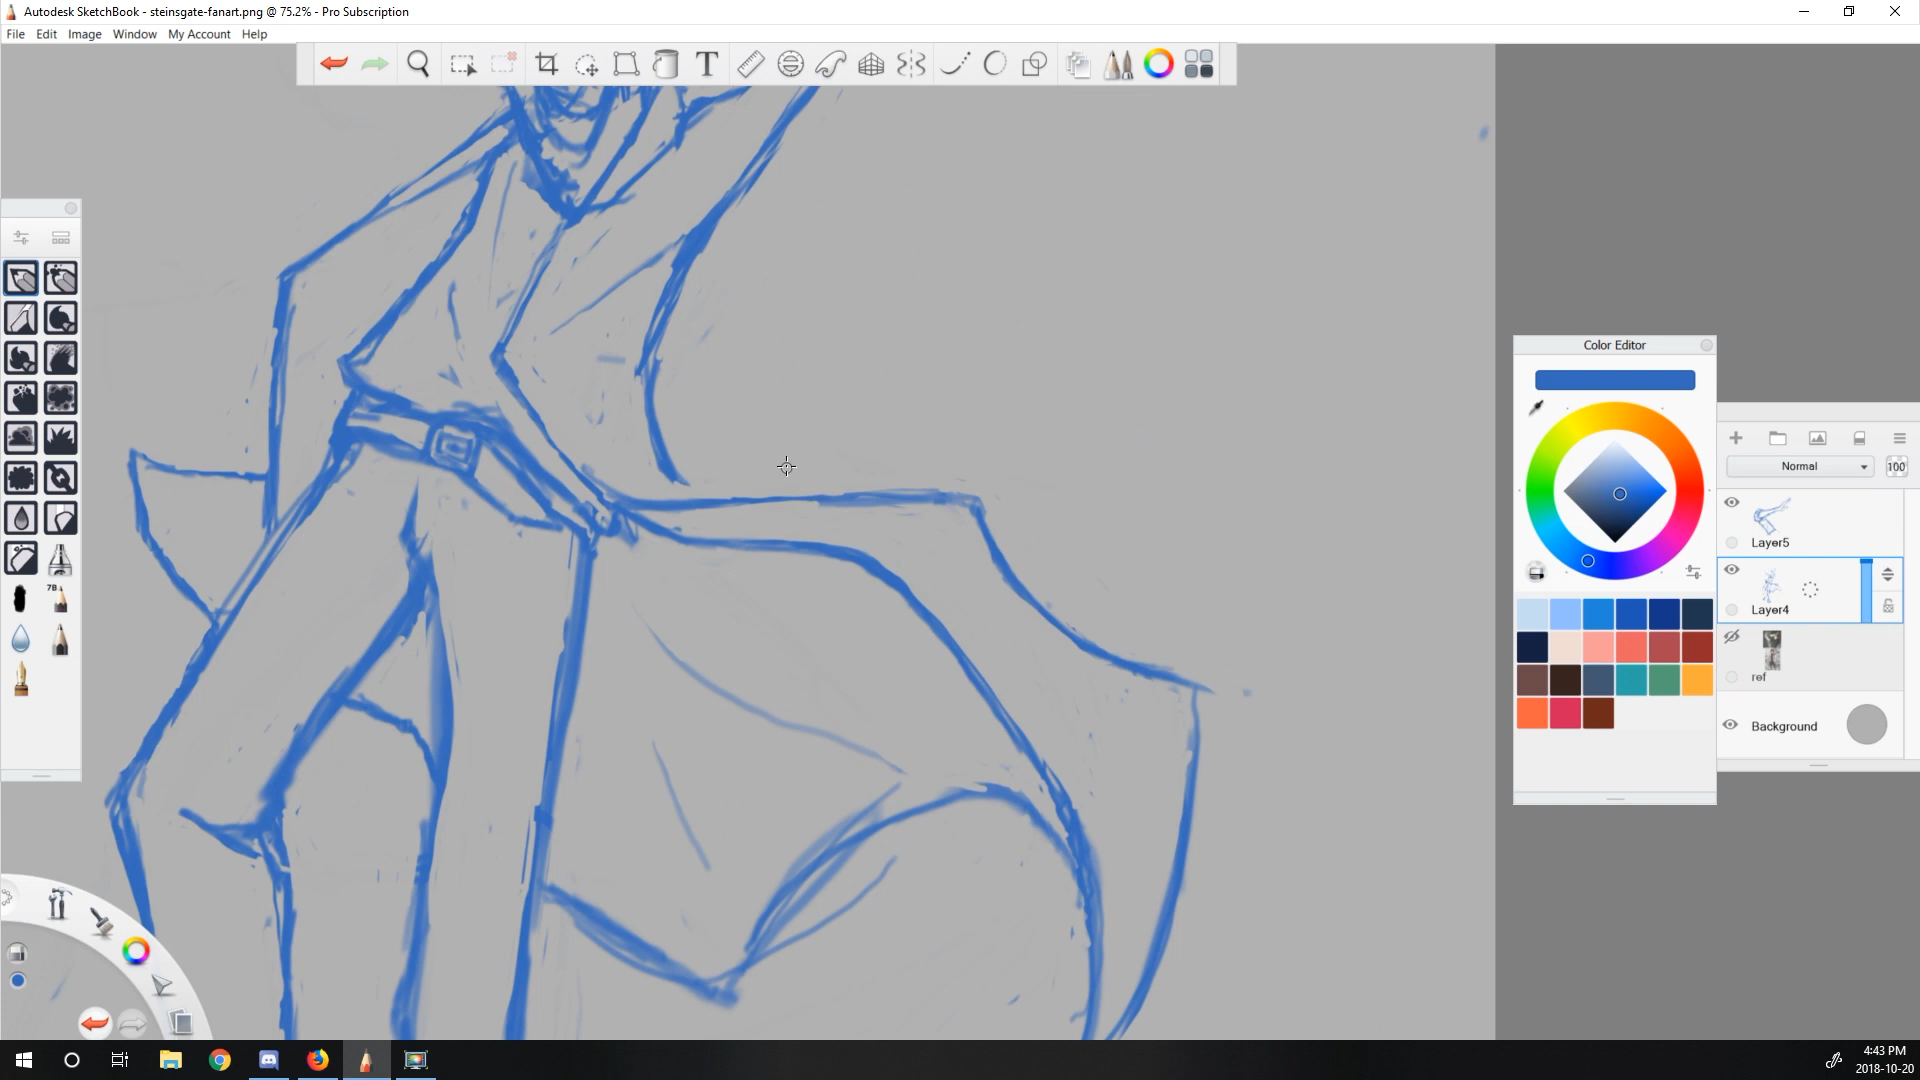 Autodesk SketchBook - steinsgate-fanart.png @ 75.2% - Pro Subscription
File Edit Image Window My Account Help
T
Color Editor
Normal 100
Layer5
Layer4
ref
Background
7B
4:43 PM
2018-10-20